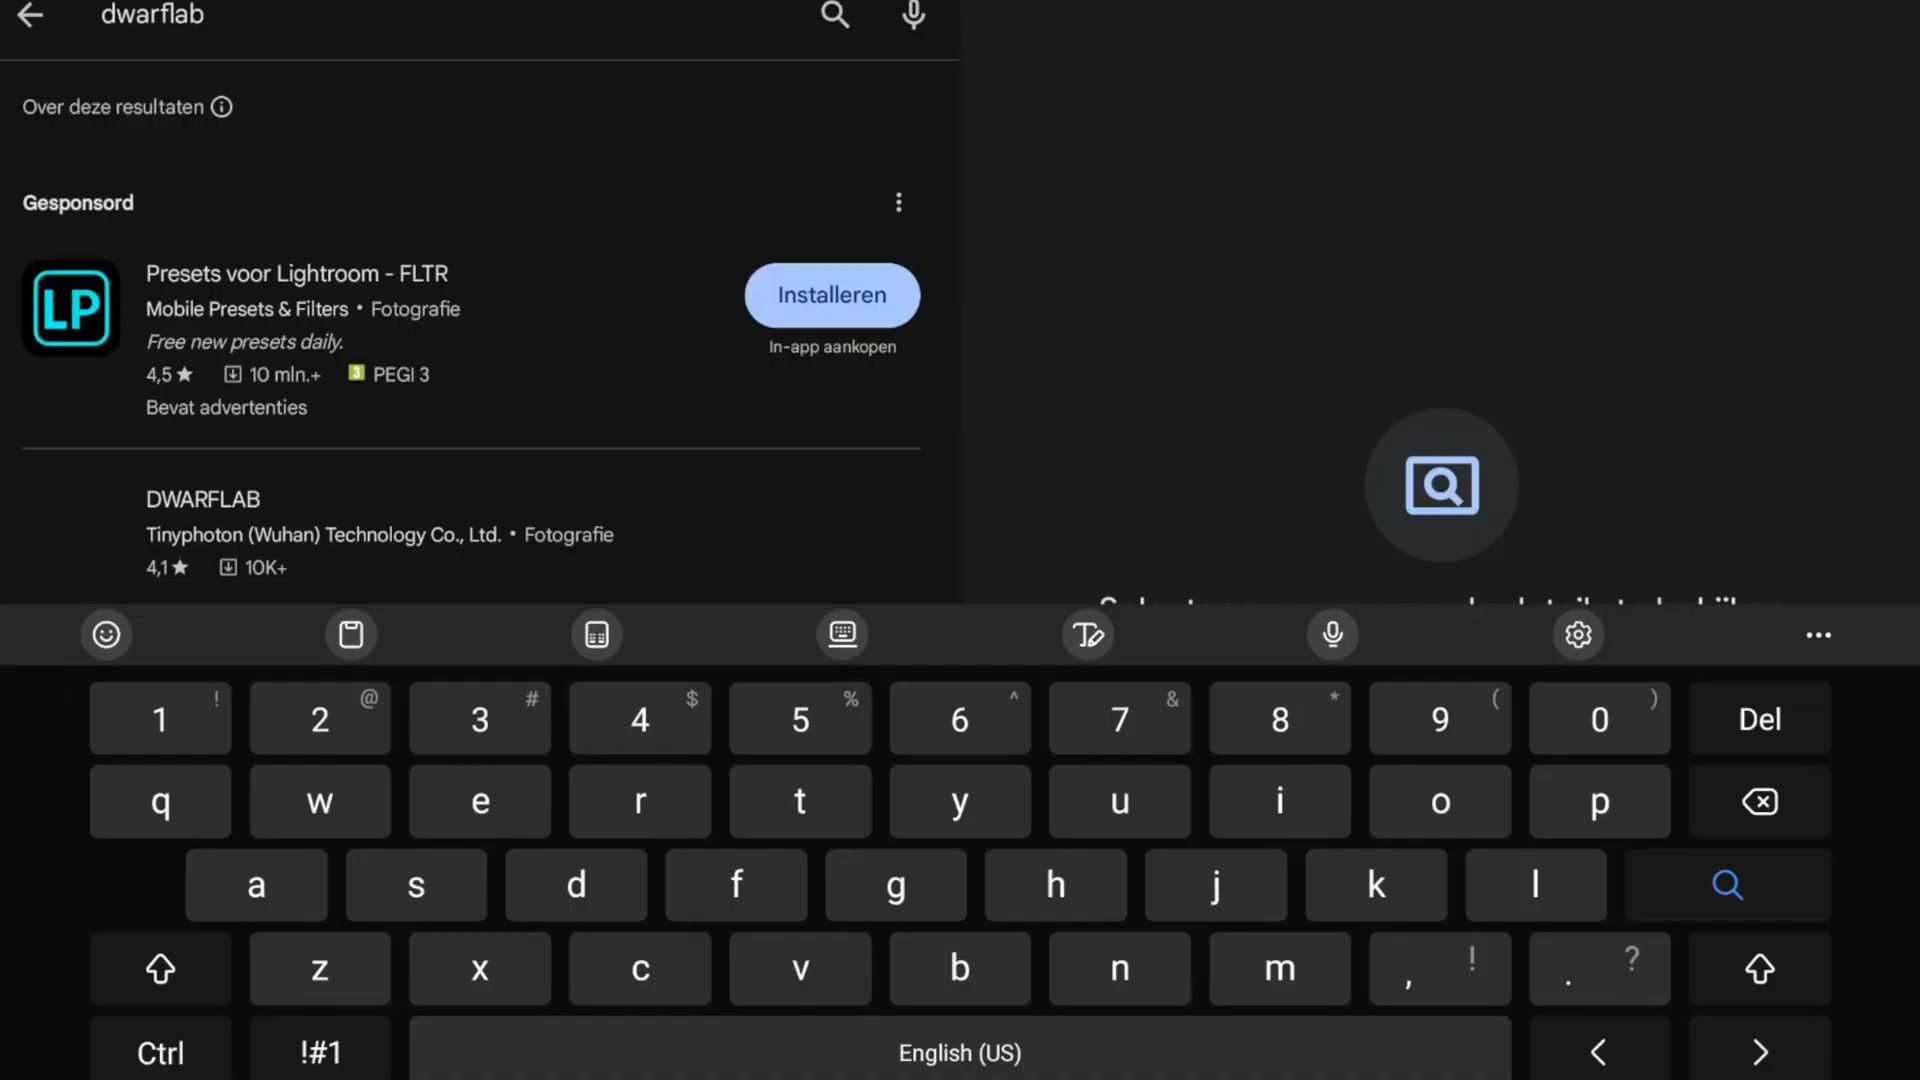 dwarflab
Over deze resultaten
Gesponsord
LP
Presets voor Lightroom - FLTR
Mobile Presets & Filters • Fotografie
Free new presets daily.
4,5★ 10 mln.+ 3 PEGI 3
Bevat advertenties
Installeren
In-app aankopen
DWARFLAB
Tinyphoton (Wuhan) Technology Co., Ltd. • Fotografie
4,1★ 10K+
1 ! 2 @ 3 # 4 $ 5 % 6 ^ 7 & 8 * 9 ( 0 ) Del
q w e r t y u i o p
a s d f g h j k l
z x c v b n m , ! . ?
Ctrl !#1 English (US) < >